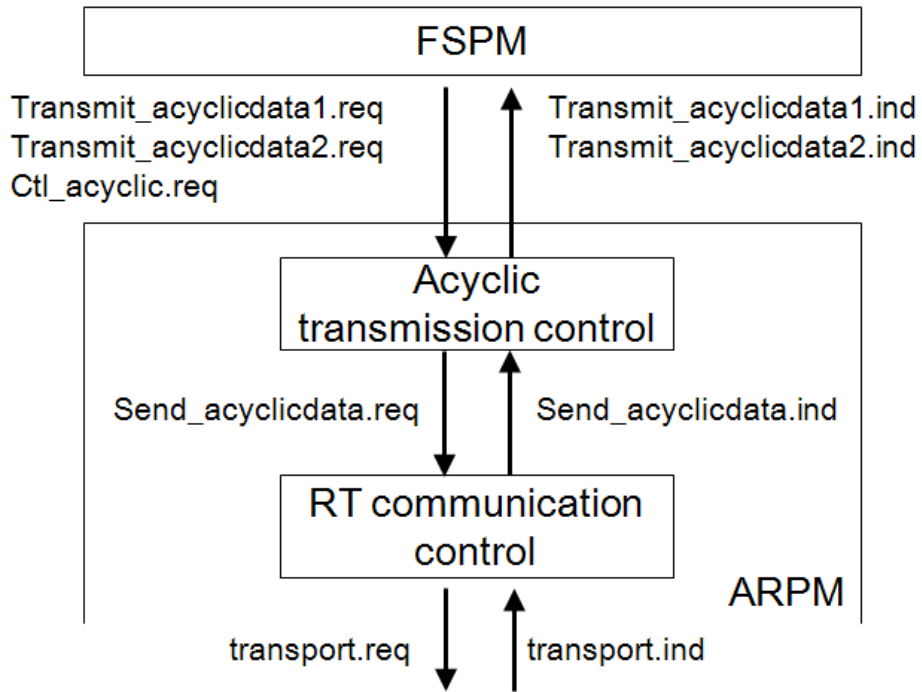 FSPM
Transmit_acyclicdata1.req
Transmit_acyclicdata2.req
Ctl_acyclic.req
Transmit_acyclicdata1.ind
Transmit_acyclicdata2.ind
Acyclic
transmission control
Send_acyclicdata.req
Send_acyclicdata.ind
RT communication
control
ARPM
transport.req
transport.ind